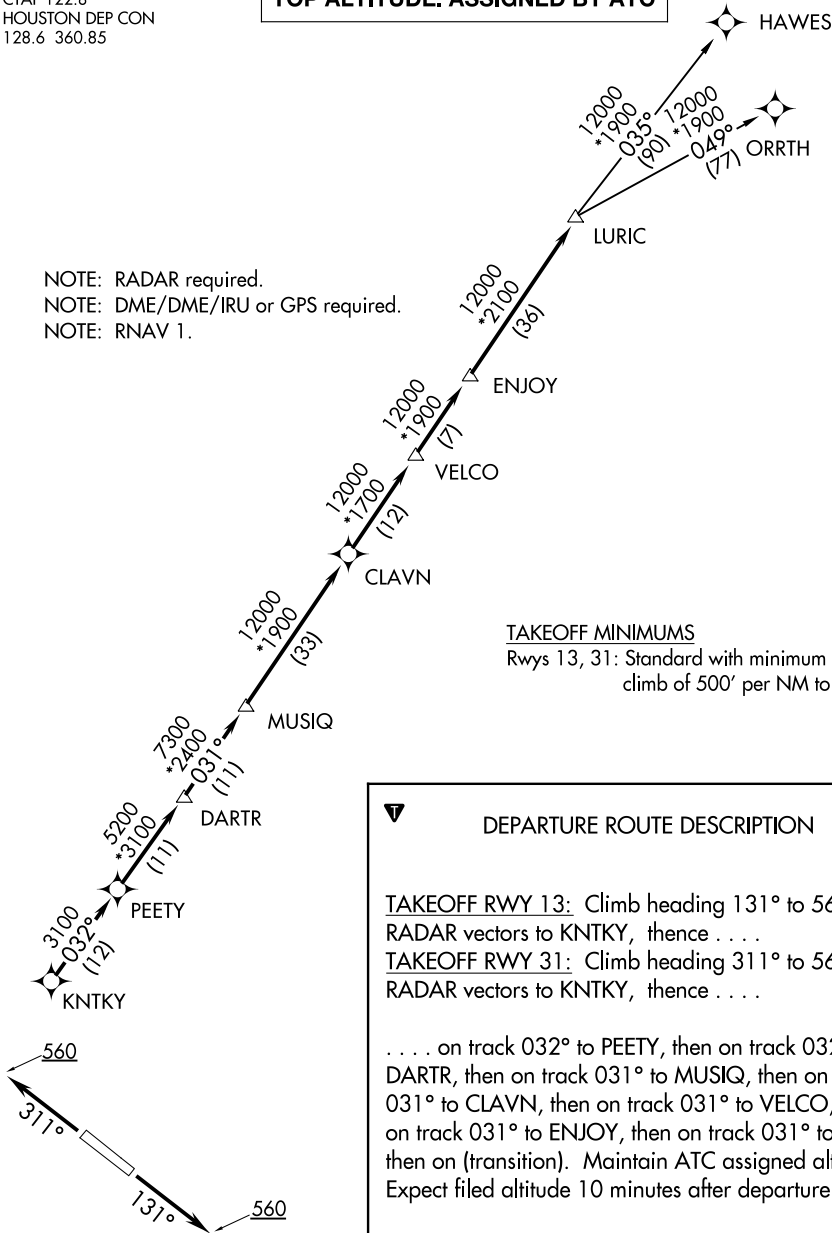 HOUSTON DEP CON
128.6 360.85
TOP ALTITUDE: ASSIGNED BY ATC
HAWES
12000
*1900
035°
(90)
12000
*1900
049°
(77)
ORRTH
LURIC
NOTE: RADAR required.
NOTE: DME/DME/IRU or GPS required.
NOTE: RNAV 1.
12000
*2100
(36)
ENJOY
12000
*1900
(7)
VELCO
12000
*1700
(12)
CLAVN
12000
*1900
(33)
TAKEOFF MINIMUMS
Rwys 13, 31: Standard with minimum
climb of 500' per NM to
MUSIQ
7300
*2400
031°
(11)
DARTR
5200
*3100
(11)
PEETY
3100
032°
(12)
KNTKY
T
DEPARTURE ROUTE DESCRIPTION
TAKEOFF RWY 13: Climb heading 131° to
RADAR vectors to KNTKY, thence . . . .
TAKEOFF RWY 31: Climb heading 311° to
RADAR vectors to KNTKY, thence . . . .
. . . . on track 032° to PEETY, then on track
DARTR, then on track 031° to MUSIQ, then on
031° to CLAVN, then on track 031° to VELCO,
on track 031° to ENJOY, then on track 031° to
then on (transition). Maintain ATC assigned
Expect filed altitude 10 minutes after departure
560
311°
131°
560